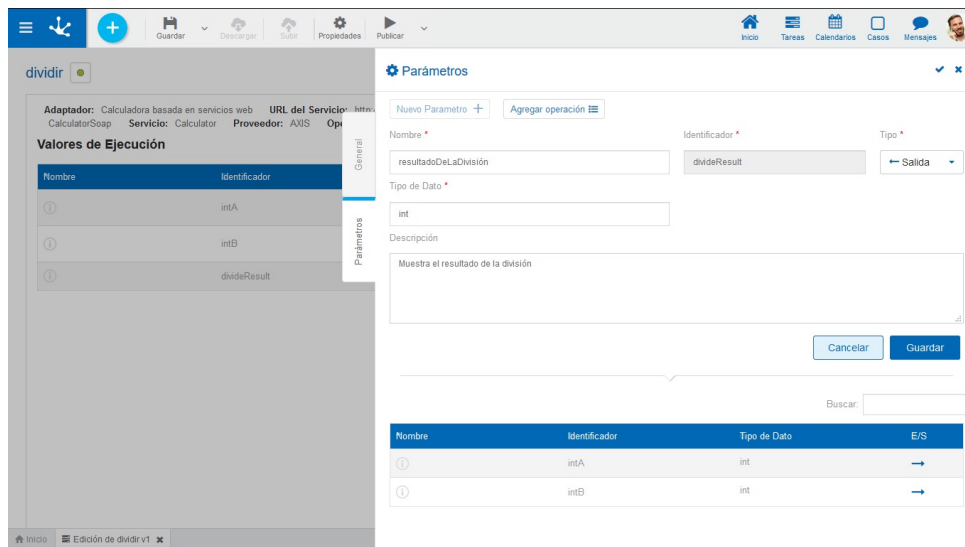 Guardar
Descargar
Subir
Propiedades
Publicar
Inicio
Tareas
Calendarios
Casos
Mensajes
dividir
Adaptador: Calculadora basada en servicios web URL del Servicio: http:
CalculatorSoap Servicio: Calculator Proveedor: AXIS Ope
Valores de Ejecución
Nombre Identificador
intA
intB
divideResult
General
Parámetros
Parámetros
Nuevo Parametro +
Agregar operación
Nombre * Identificador * Tipo *
resultadoDeLaDivisión divideResult Salida
Tipo de Dato *
int
Descripción
Muestra el resultado de la división
Cancelar Guardar
Buscar:
Nombre Identificador Tipo de Dato E/S
intA int
intB int
Inicio Edición de dividir v1